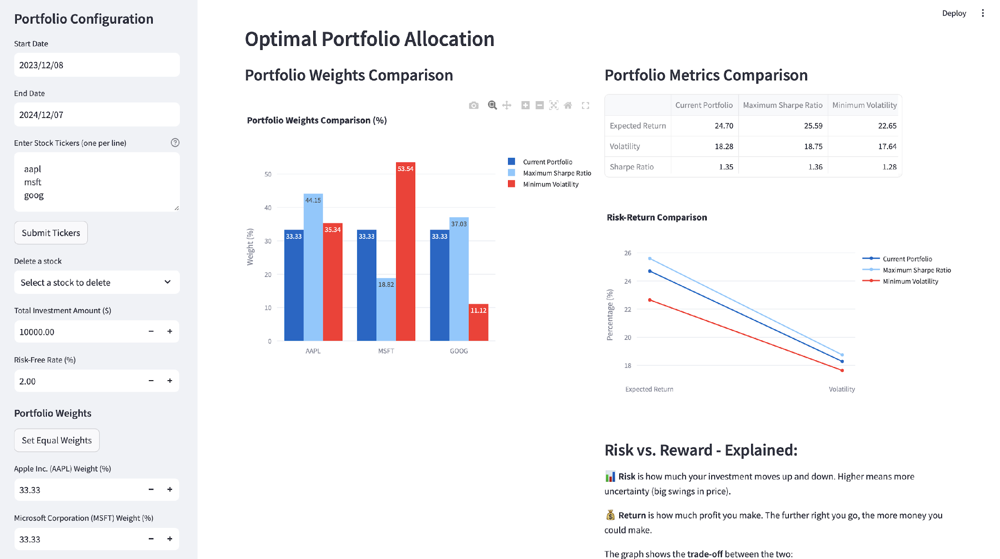 Portfolio Configuration
Start Date
2023/12/08
End Date
2024/12/07
Enter Stock Tickers (one per line)
aapl
msft
goog
Submit Tickers
Delete a stock
Select a stock to delete
Total Investment Amount ($)
10000.00
Risk-Free Rate (%)
2.00
Portfolio Weights
Set Equal Weights
Apple Inc. (AAPL) Weight (%)
33.33
Microsoft Corporation (MSFT) Weight (%)
33.33
Deploy
Optimal Portfolio Allocation
Portfolio Weights Comparison
Portfolio Weights Comparison (%)
Weight (%)
50
40
30
20
10
0
33.33
44.15
35.34
33.33
18.82
53.54
33.33
37.03
11.12
AAPL MSFT GOOG
Current Portfolio
Maximum Sharpe Ratio
Minimum Volatility
Portfolio Metrics Comparison
Current Portfolio Maximum Sharpe Ratio Minimum Volatility
Expected Return 24.70 25.59 22.65
Volatility 18.28 18.75 17.64
Sharpe Ratio 1.35 1.36 1.28
Risk-Return Comparison
Percentage (%)
26
24
22
20
18
Expected Return Volatility
Current Portfolio
Maximum Sharpe Ratio
Minimum Volatility
Risk vs. Reward - Explained:
📊 Risk is how much your investment moves up and down. Higher means more
uncertainty (big swings in price).
💰 Return is how much profit you make. The further right you go, the more money you
could make.
The graph shows the trade-off between the two: